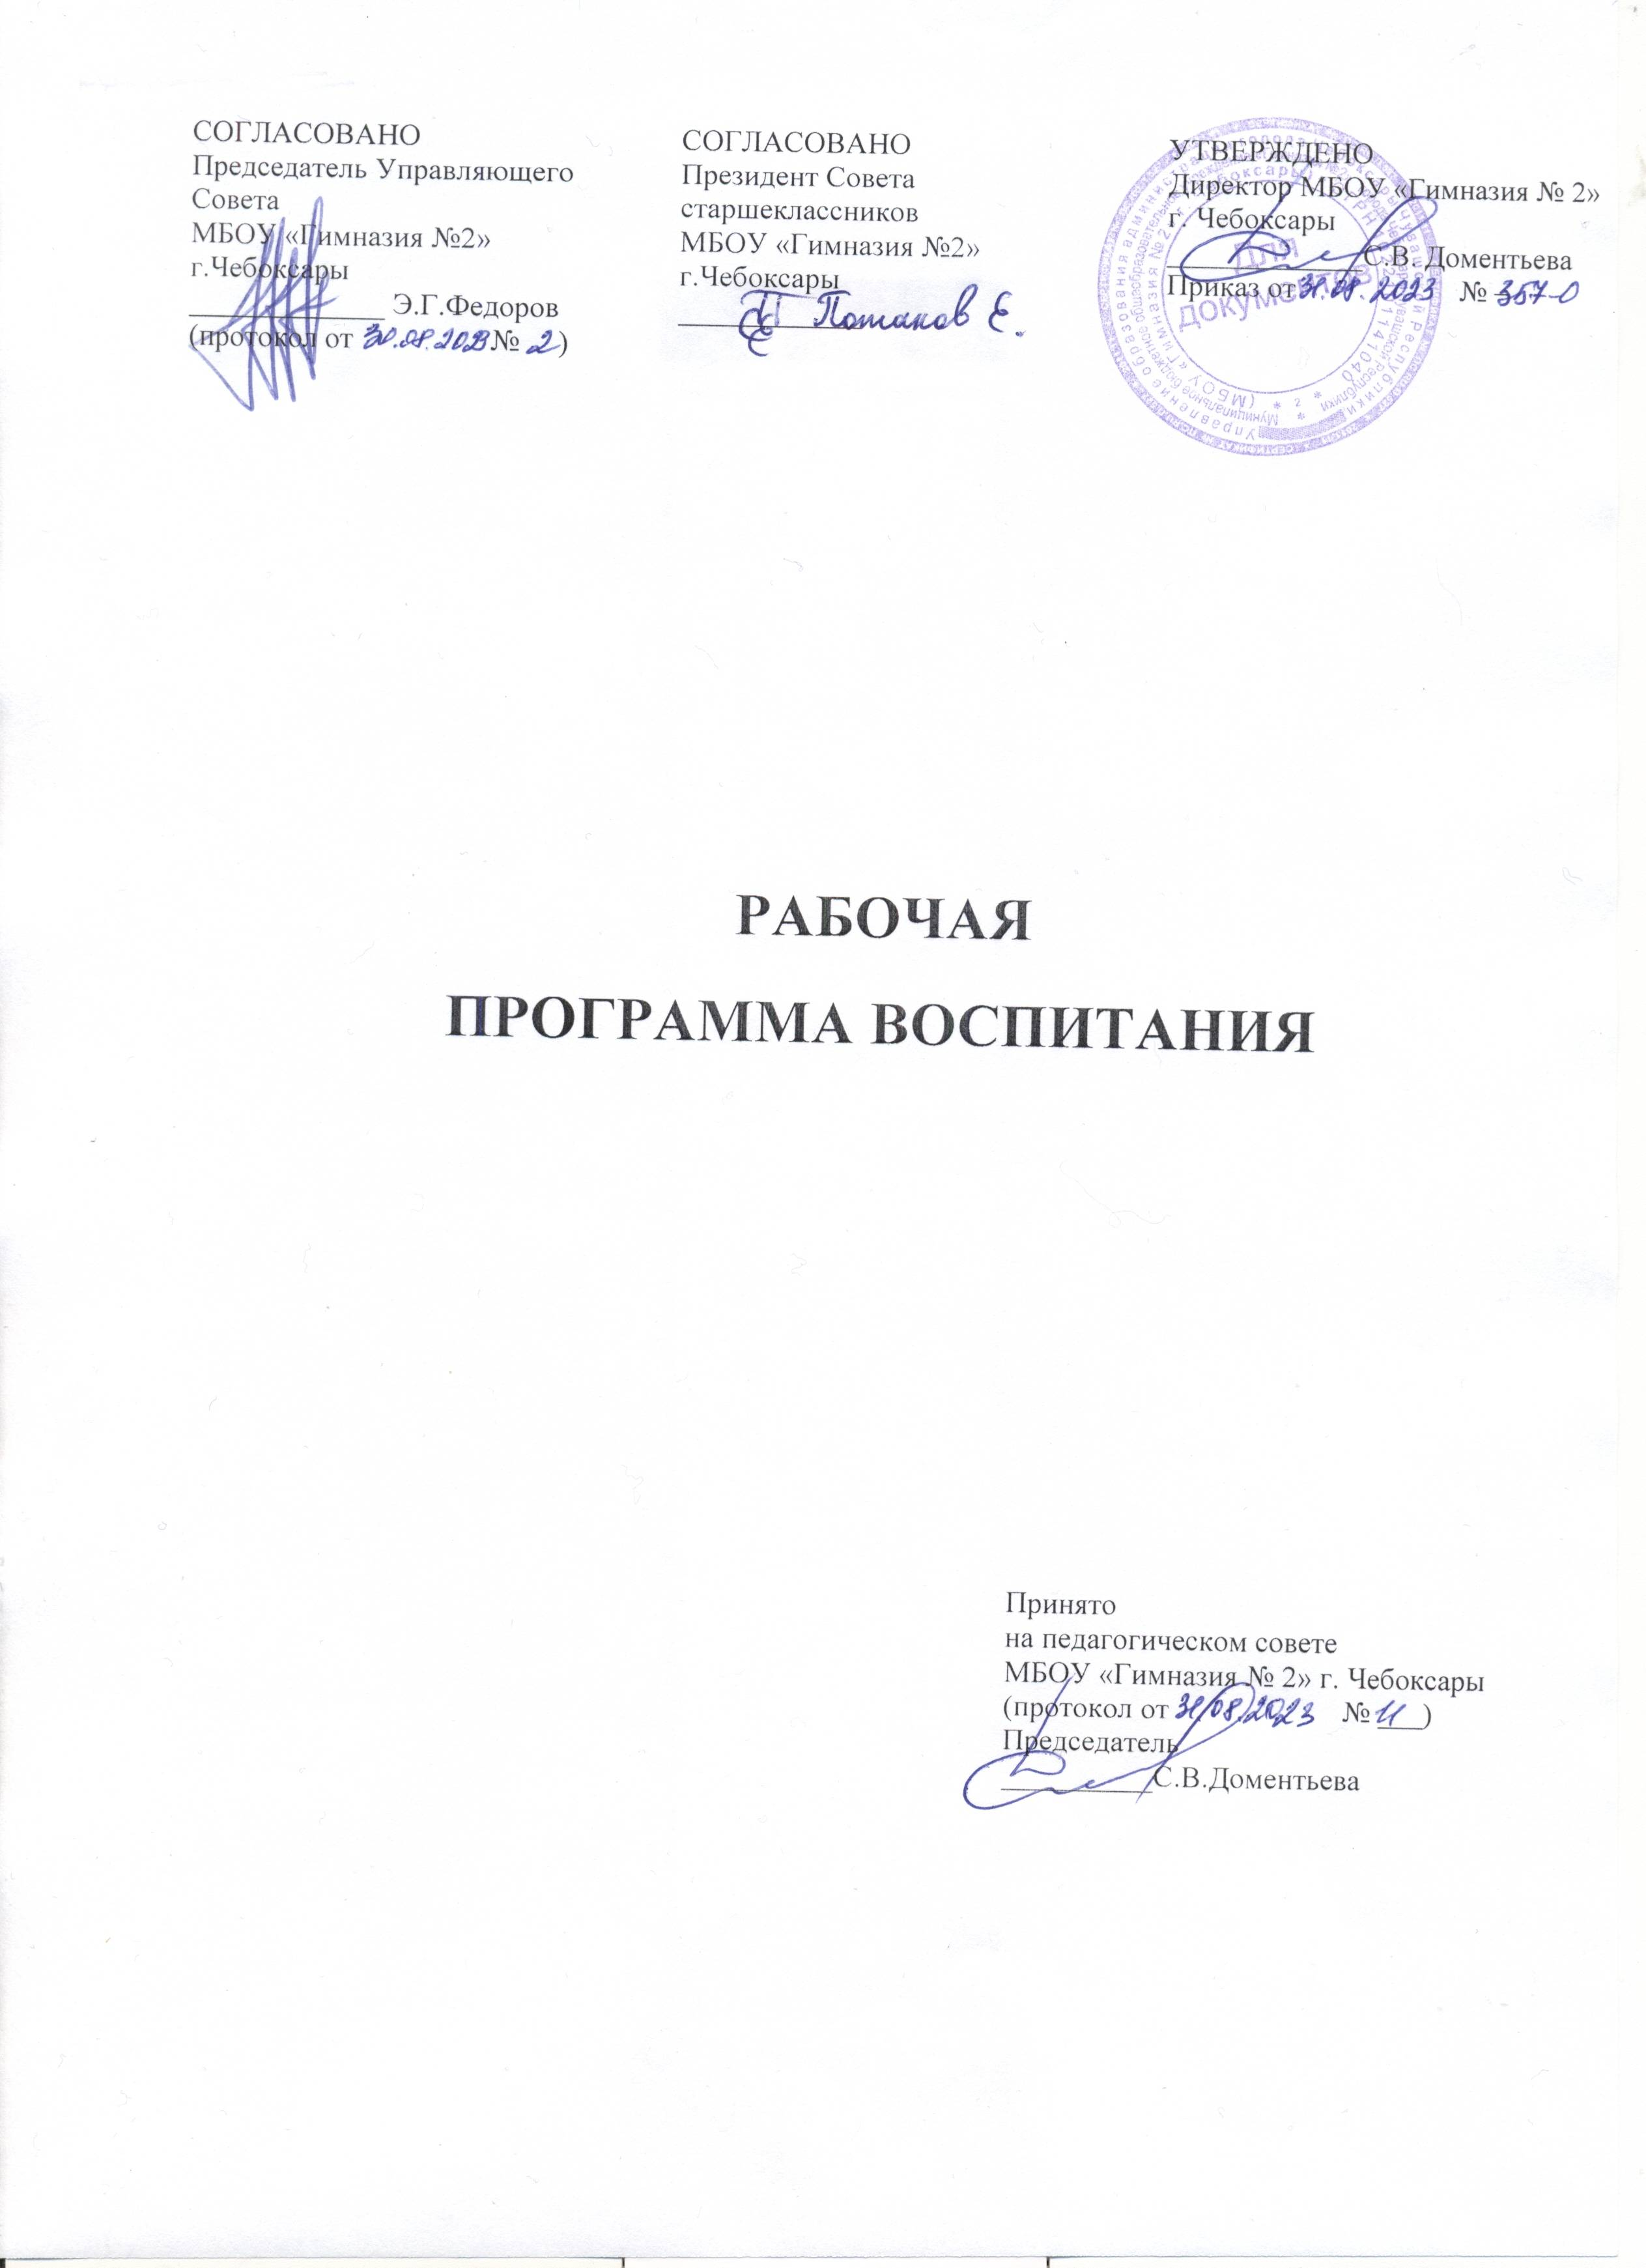 СОГЛАСОВАНО
Председатель Управляющего
Совета
МБОУ «Гимназия №2»
г.Чебоксары
Э.Г.Федоров
(протокол от 30.08.2023 № 2)
СОГЛАСОВАНО
Президент Совета
старшеклассников
МБОУ «Гимназия №2»
г.Чебоксары
Потапов Е.
УТВЕРЖДЕНО
Директор МБОУ «Гимназия № 2»
г. Чебоксары
С.В. Доментьева
Приказ от 31.08.2023 № 357-О
Для
документов
РАБОЧАЯ
ПРОГРАММА ВОСПИТАНИЯ
Принято
на педагогическом совете
МБОУ «Гимназия № 2» г. Чебоксары
(протокол от 31.08.2023 № 11)
Председатель
С.В.Доментьева